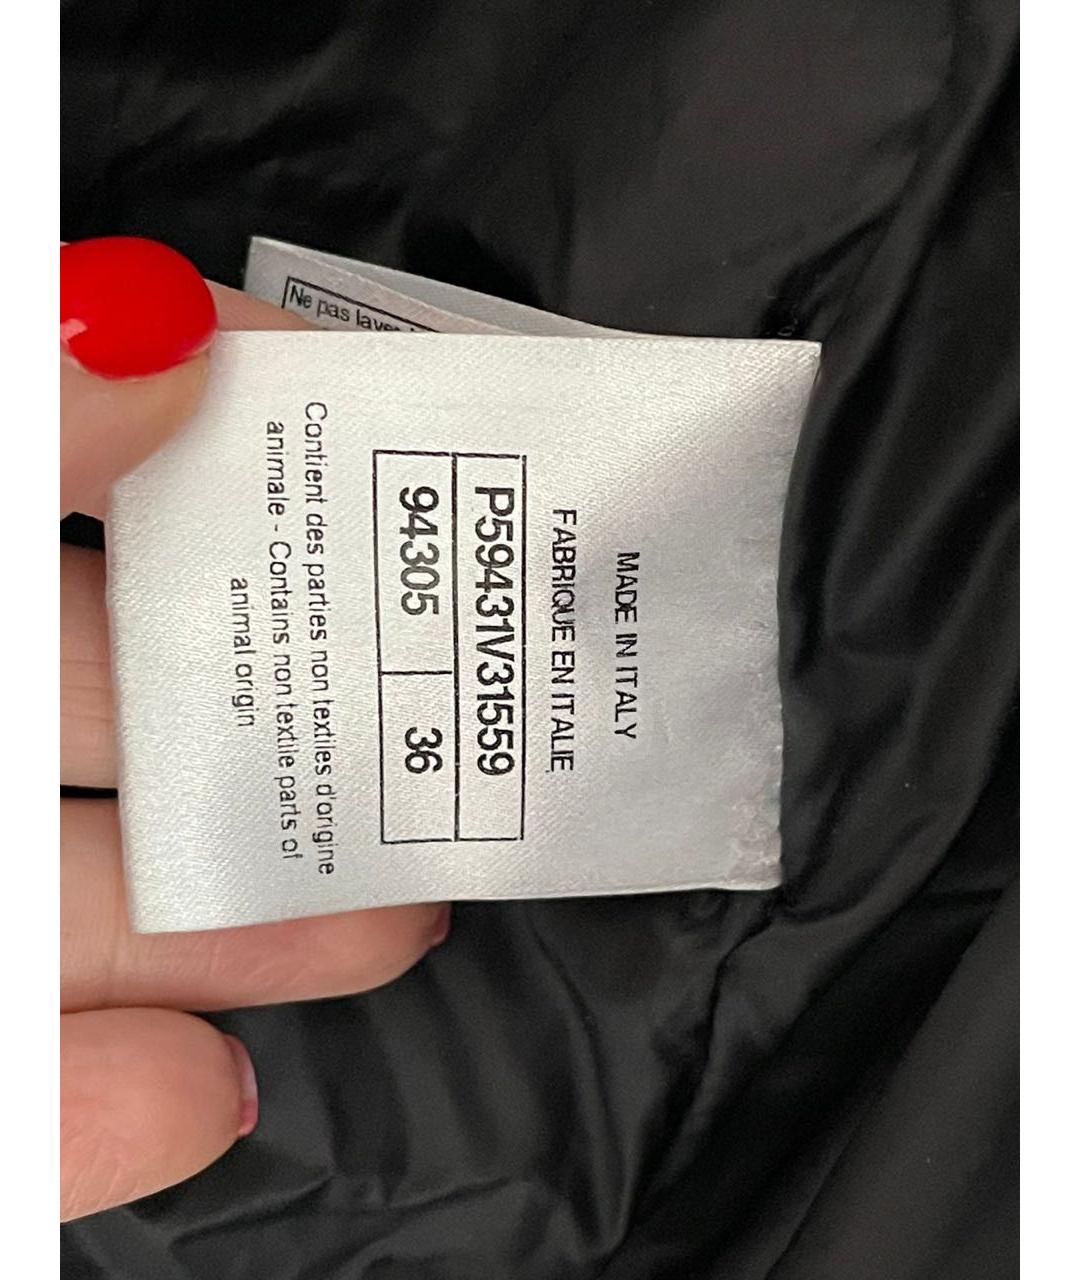 MADE IN ITALY
FABRIQUE EN ITALIE
P59431V31559
94305 36
Contient des parties non textiles d'origine
animale - Contains non textile parts of
animal origin
Ne pas laver